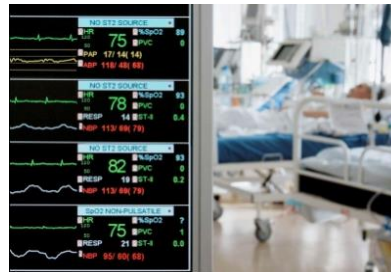 NO ST2 SOURCE
HR 75 %SpO2 89
PVC 0
PAP 17/ 14( 14)
ABP 118/ 48( 68)
NO ST2 SOURCE
HR 78 %SpO2 93
PVC 0
RESP 14 ST-II 0.4
NBP 113/ 69( 79)
NO ST2 SOURCE
HR 82 %SpO2 93
PVC 0
RESP 19 ST-II 0.2
NBP 113/ 69( 79)
SpO2 NON-PULSATILE
HR 75 %SpO2 ?
PVC 1
RESP 21 ST-II 0.0
NBP 95/ 60( 68)